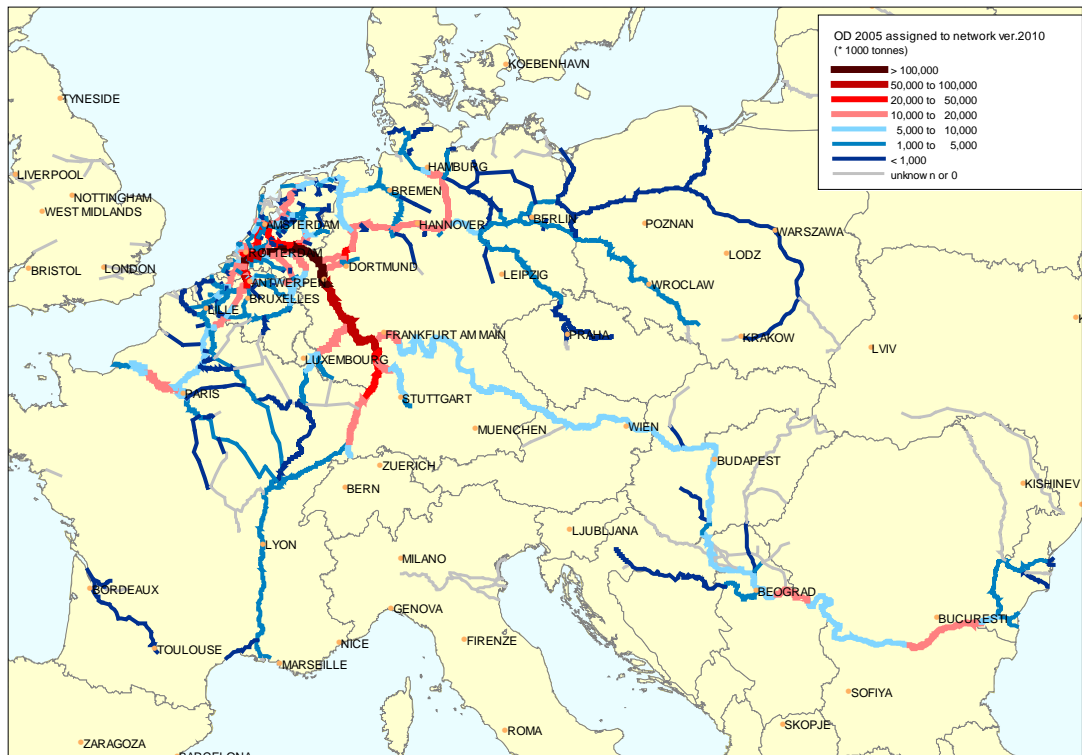 OD 2005 assigned to network ver.2010
(* 1000 tonnes)
> 100,000
50,000 to 100,000
20,000 to 50,000
10,000 to 20,000
5,000 to 10,000
1,000 to 5,000
< 1,000
unknown or 0
KOEBENHAVN
TYNESIDE
LIVERPOOL
HAMBURG
NOTTINGHAM
BREMEN
WEST MIDLANDS
AMSTERDAM
HANNOVER
BERLIN
POZNAN
WARSZAWA
ROTTERDAM
LODZ
BRISTOL
LONDON
DORTMUND
LEIPZIG
ANTWERPEN
WROCLAW
BRUXELLES
LILLE
FRANKFURT AM MAIN
PRAHA
KRAKOW
LVIV
LUXEMBOURG
PARIS
STUTTGART
MUENCHEN
WIEN
ZUERICH
BUDAPEST
BERN
KISHINEV
LJUBLJANA
LYON
MILANO
BORDEAUX
BEOGRAD
GENOVA
BUCURESTI
FIRENZE
NICE
TOULOUSE
MARSEILLE
SOFIYA
SKOPJE
ROMA
ZARAGOZA